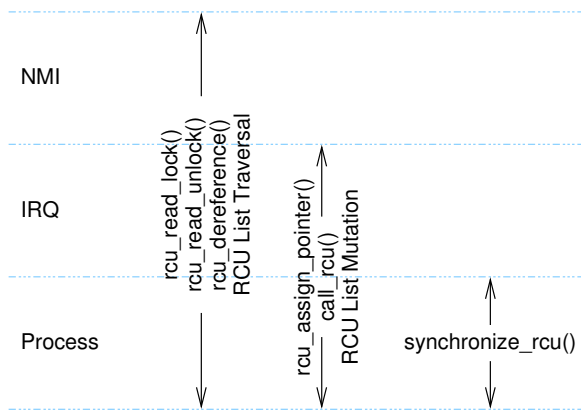 NMI
rcu_read_lock()
rcu_read_unlock()
rcu_dereference()
RCU List Traversal
IRQ
rcu_assign_pointer()
call_rcu()
RCU List Mutation
Process
synchronize_rcu()